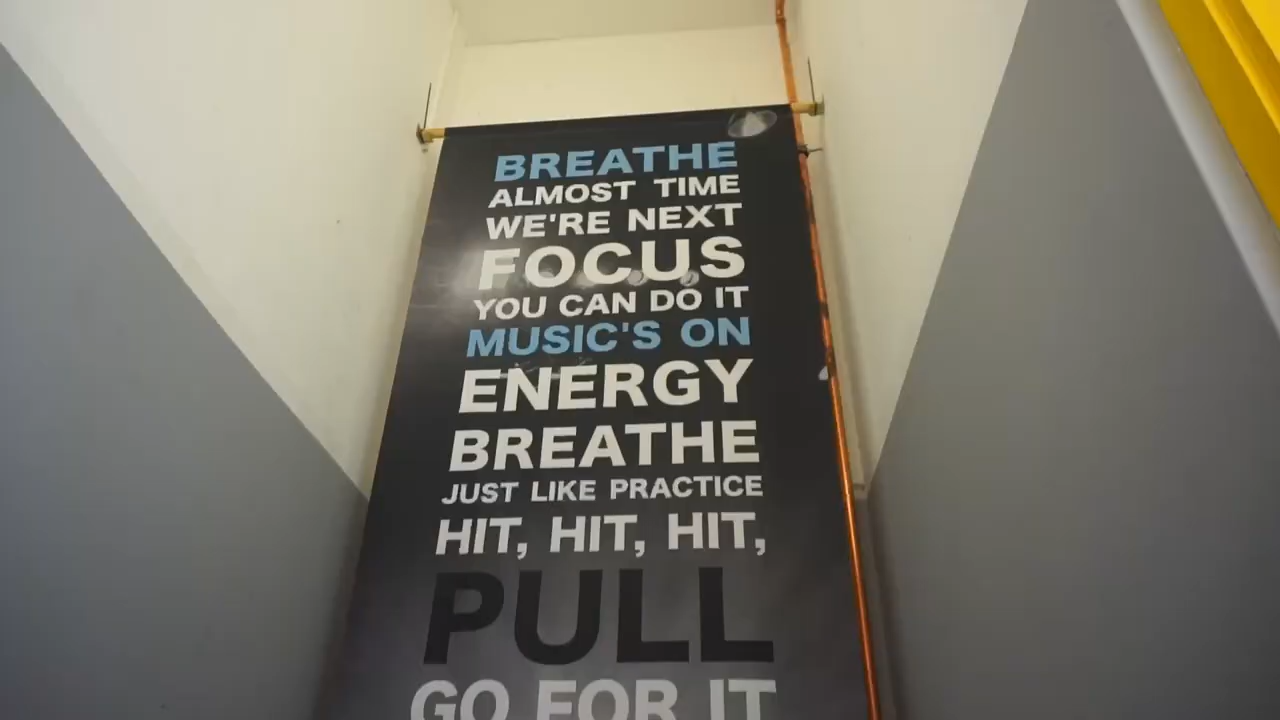 BREATHE
ALMOST TIME
WE'RE NEXT
FOCUS
YOU CAN DO IT
MUSIC'S ON
ENERGY
BREATHE
JUST LIKE PRACTICE
HIT, HIT, HIT,
PULL
GO FOR IT